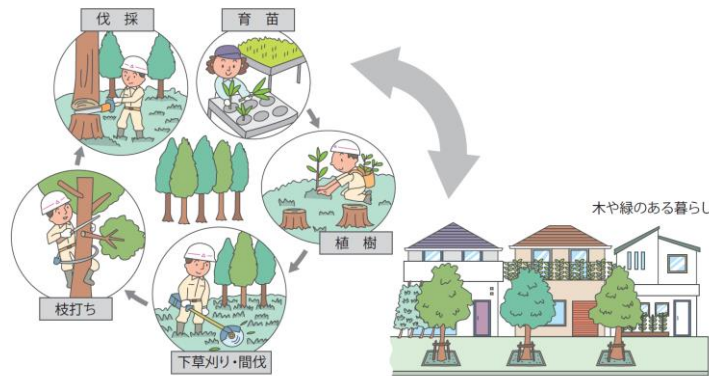 伐 採
育 苗
植 樹
下草刈り・間伐
枝打ち
木や緑のある暮らし